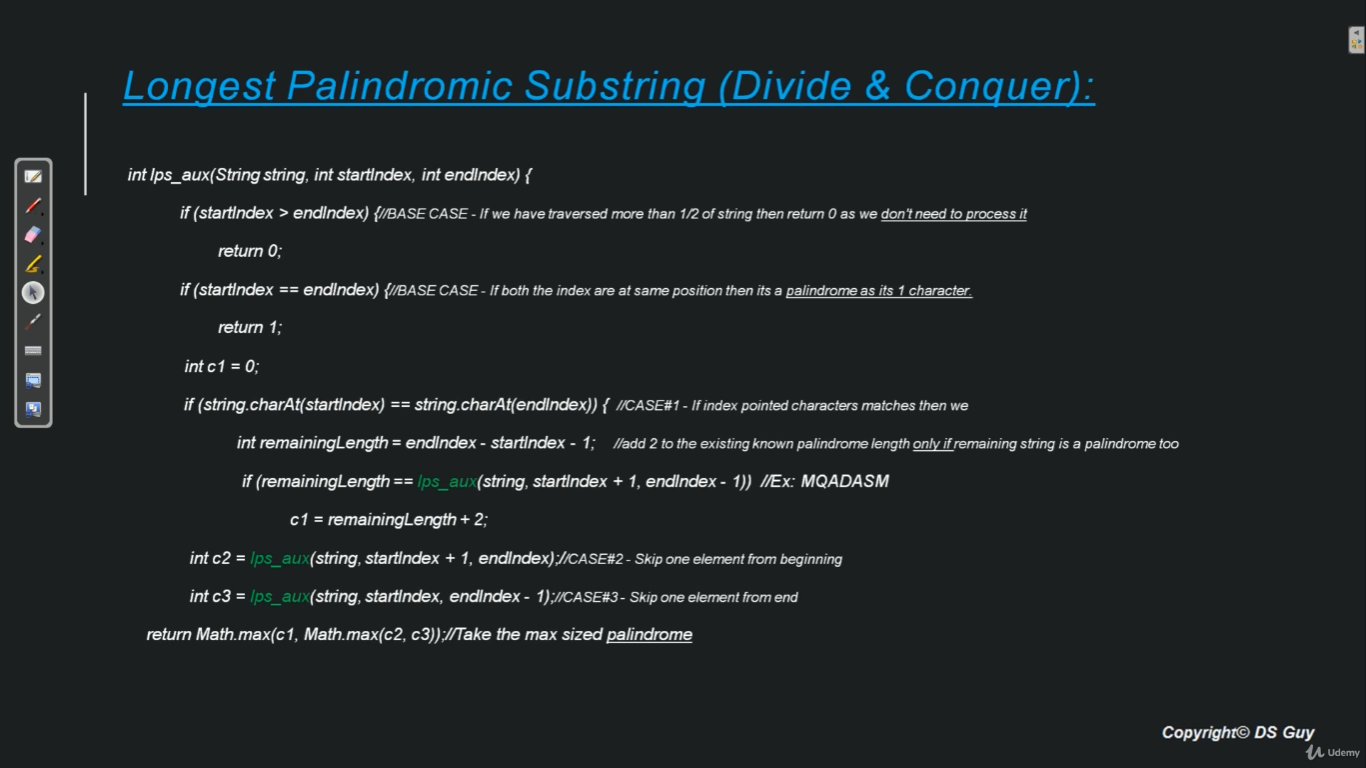 Longest Palindromic Substring (Divide & Conquer):
int lps_aux(String string, int startIndex, int endIndex) {
if (startIndex > endIndex) {//BASE CASE - If we have traversed more than 1/2 of string then return 0 as we don't need to process it
return 0;
if (startIndex == endIndex) {//BASE CASE - If both the index are at same position then its a palindrome as its 1 character.
return 1;
int c1 = 0;
if (string.charAt(startIndex) == string.charAt(endIndex)) { //CASE#1 - If index pointed characters matches then we
int remainingLength = endIndex - startIndex - 1; //add 2 to the existing known palindrome length only if remaining string is a palindrome too
if (remainingLength == lps_aux(string, startIndex + 1, endIndex - 1)) //Ex: MQADASM
c1 = remainingLength + 2;
int c2 = lps_aux(string, startIndex + 1, endIndex);//CASE#2 - Skip one element from beginning
int c3 = lps_aux(string, startIndex, endIndex - 1);//CASE#3 - Skip one element from end
return Math.max(c1, Math.max(c2, c3));//Take the max sized palindrome
Copyright© DS Guy
Udemy